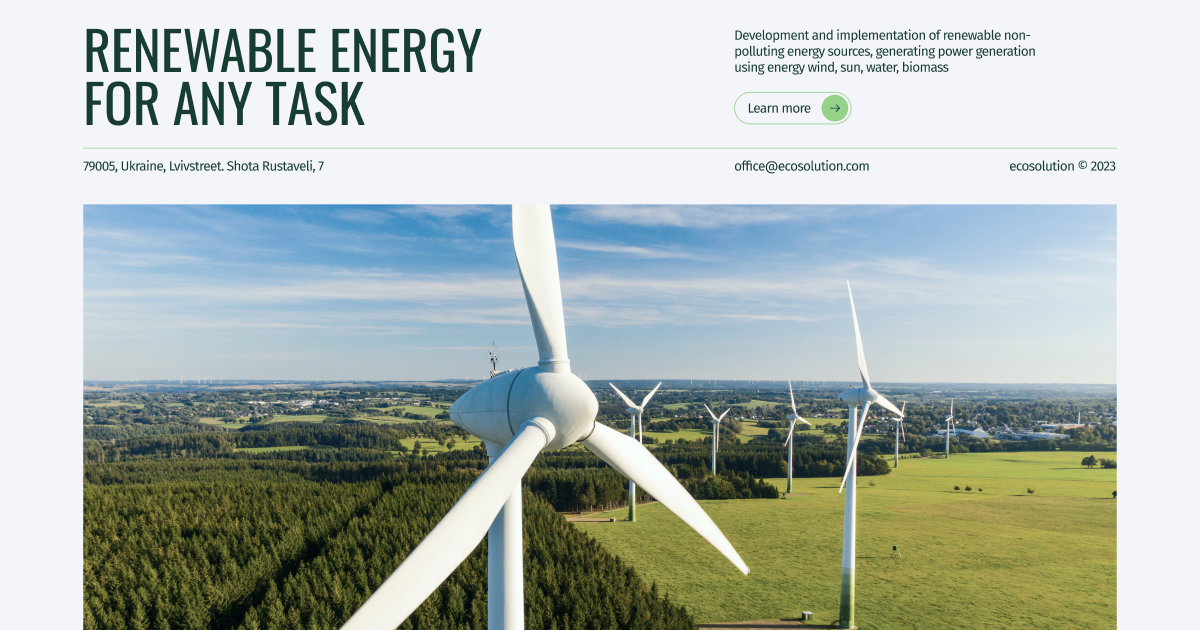 RENEWABLE ENERGY
FOR ANY TASK
Development and implementation of renewable non-
polluting energy sources, generating power generation
using energy wind, sun, water, biomass
Learn more
79005, Ukraine, Lvivstreet. Shota Rustaveli, 7
office@ecosolution.com
ecosolution © 2023